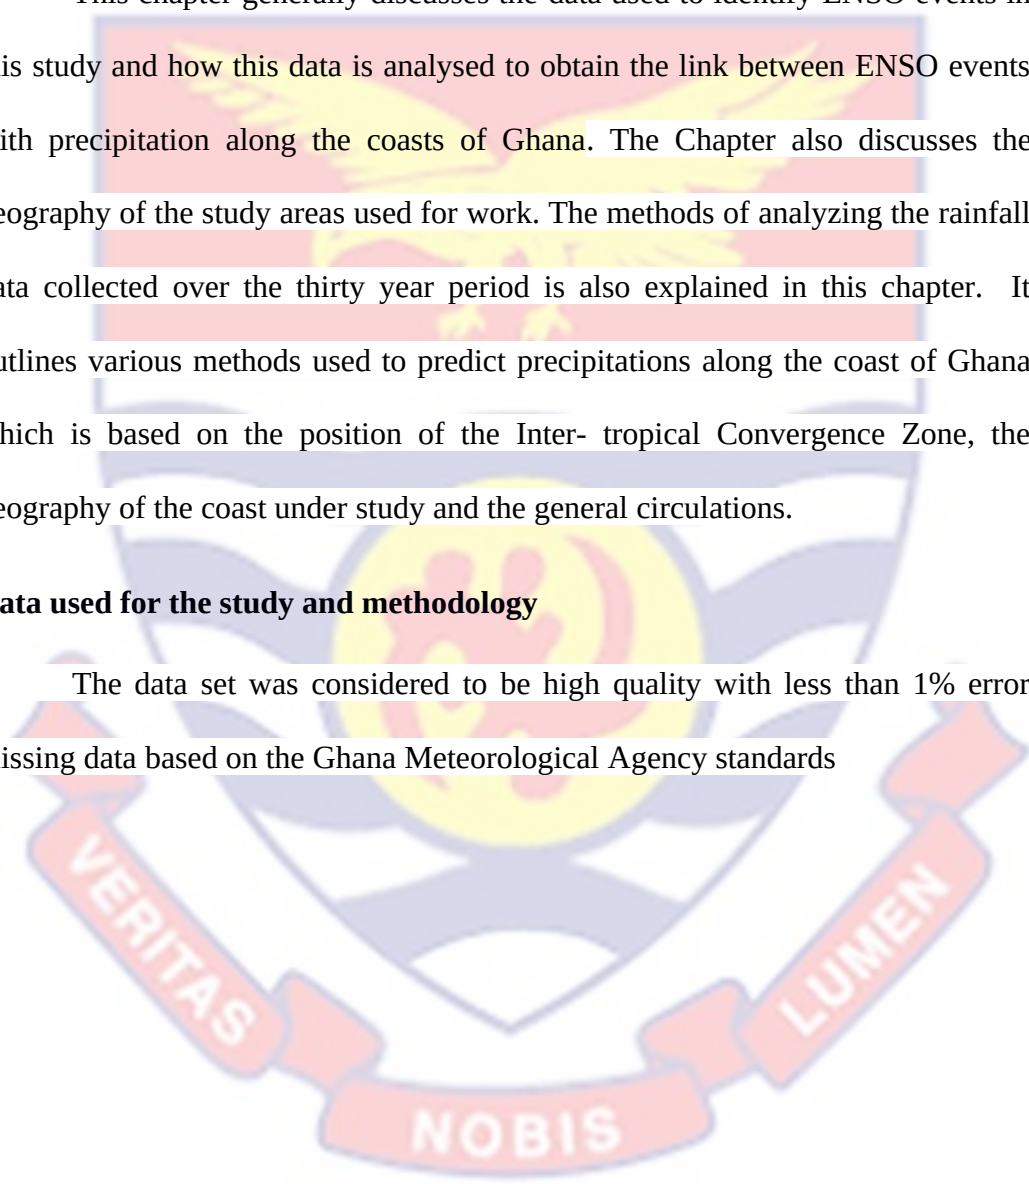 This chapter generally discusses the data used to identify ENSO events in
is study and how this data is analysed to obtain the link between ENSO events
ith precipitation along the coasts of Ghana. The Chapter also discusses the
eography of the study areas used for work. The methods of analyzing the rainfall
ata collected over the thirty year period is also explained in this chapter. It
utlines various methods used to predict precipitations along the coast of Ghana
hich is based on the position of the Inter- tropical Convergence Zone, the
eography of the coast under study and the general circulations.
ata used for the study and methodology
The data set was considered to be high quality with less than 1% error
issing data based on the Ghana Meteorological Agency standards
VERITAS
NOBIS
LUMEN